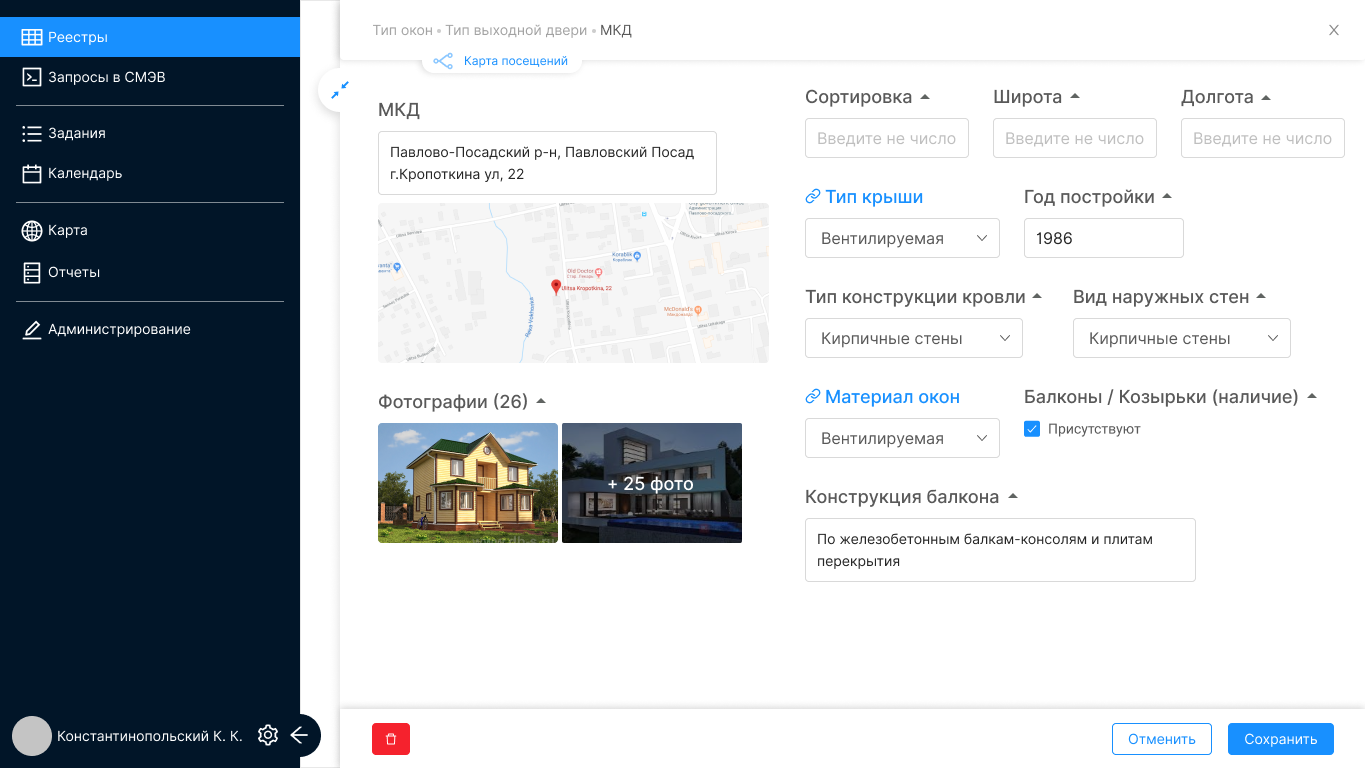 Реестры
Запросы в СМЭВ
Задания
Календарь
Карта
Отчеты
Администрирование
Константинопольский К. К.
Тип окон • Тип выходной двери • МКД
Карта посещений
МКД
Павлово-Посадский р-н, Павловский Посад
г.Кропоткина ул, 22
Korablik
Old Doctor
Ulitsa Kropotkina, 22
McDonald's
Фотографии (26)
+ 25 фото
Сортировка
Широта
Долгота
Введите не число
Введите не число
Введите не число
Тип крыши
Год постройки
Вентилируемая
1986
Тип конструкции кровли
Вид наружных стен
Кирпичные стены
Кирпичные стены
Материал окон
Балконы / Козырьки (наличие)
Вентилируемая
Присутствуют
Конструкция балкона
По железобетонным балкам-консолям и плитам
перекрытия
Отменить
Сохранить